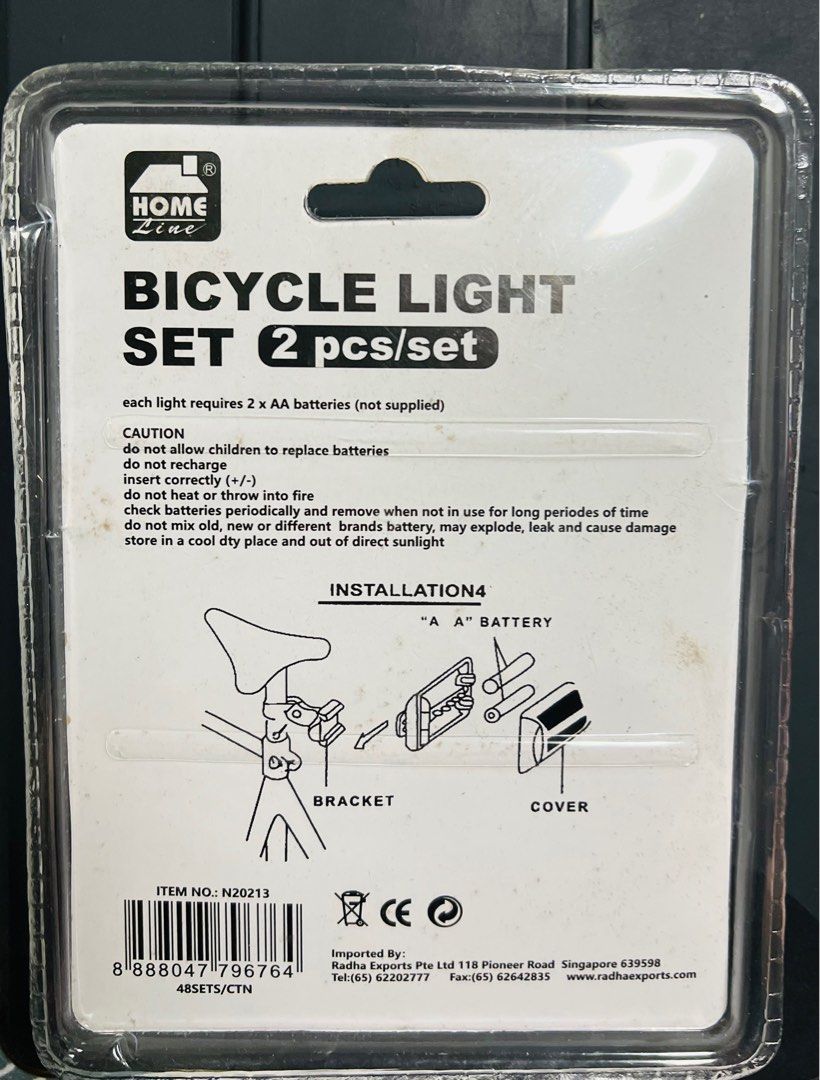 HOME ®
Line
BICYCLE LIGHT
SET 2 pcs/set
each light requires 2 x AA batteries (not supplied)
CAUTION
do not allow children to replace batteries
do not recharge
insert correctly (+/-)
do not heat or throw into fire
check batteries periodically and remove when not in use for long periodes of time
do not mix old, new or different brands battery, may explode, leak and cause damage
store in a cool dty place and out of direct sunlight
INSTALLATION4
"A A" BATTERY
BRACKET
COVER
ITEM NO.: N20213
8 888047 796764
48SETS/CTN
CE
Imported By:
Radha Exports Pte Ltd 118 Pioneer Road Singapore 639598
Tel:(65) 62202777 Fax:(65) 62642835 www.radhaexports.com